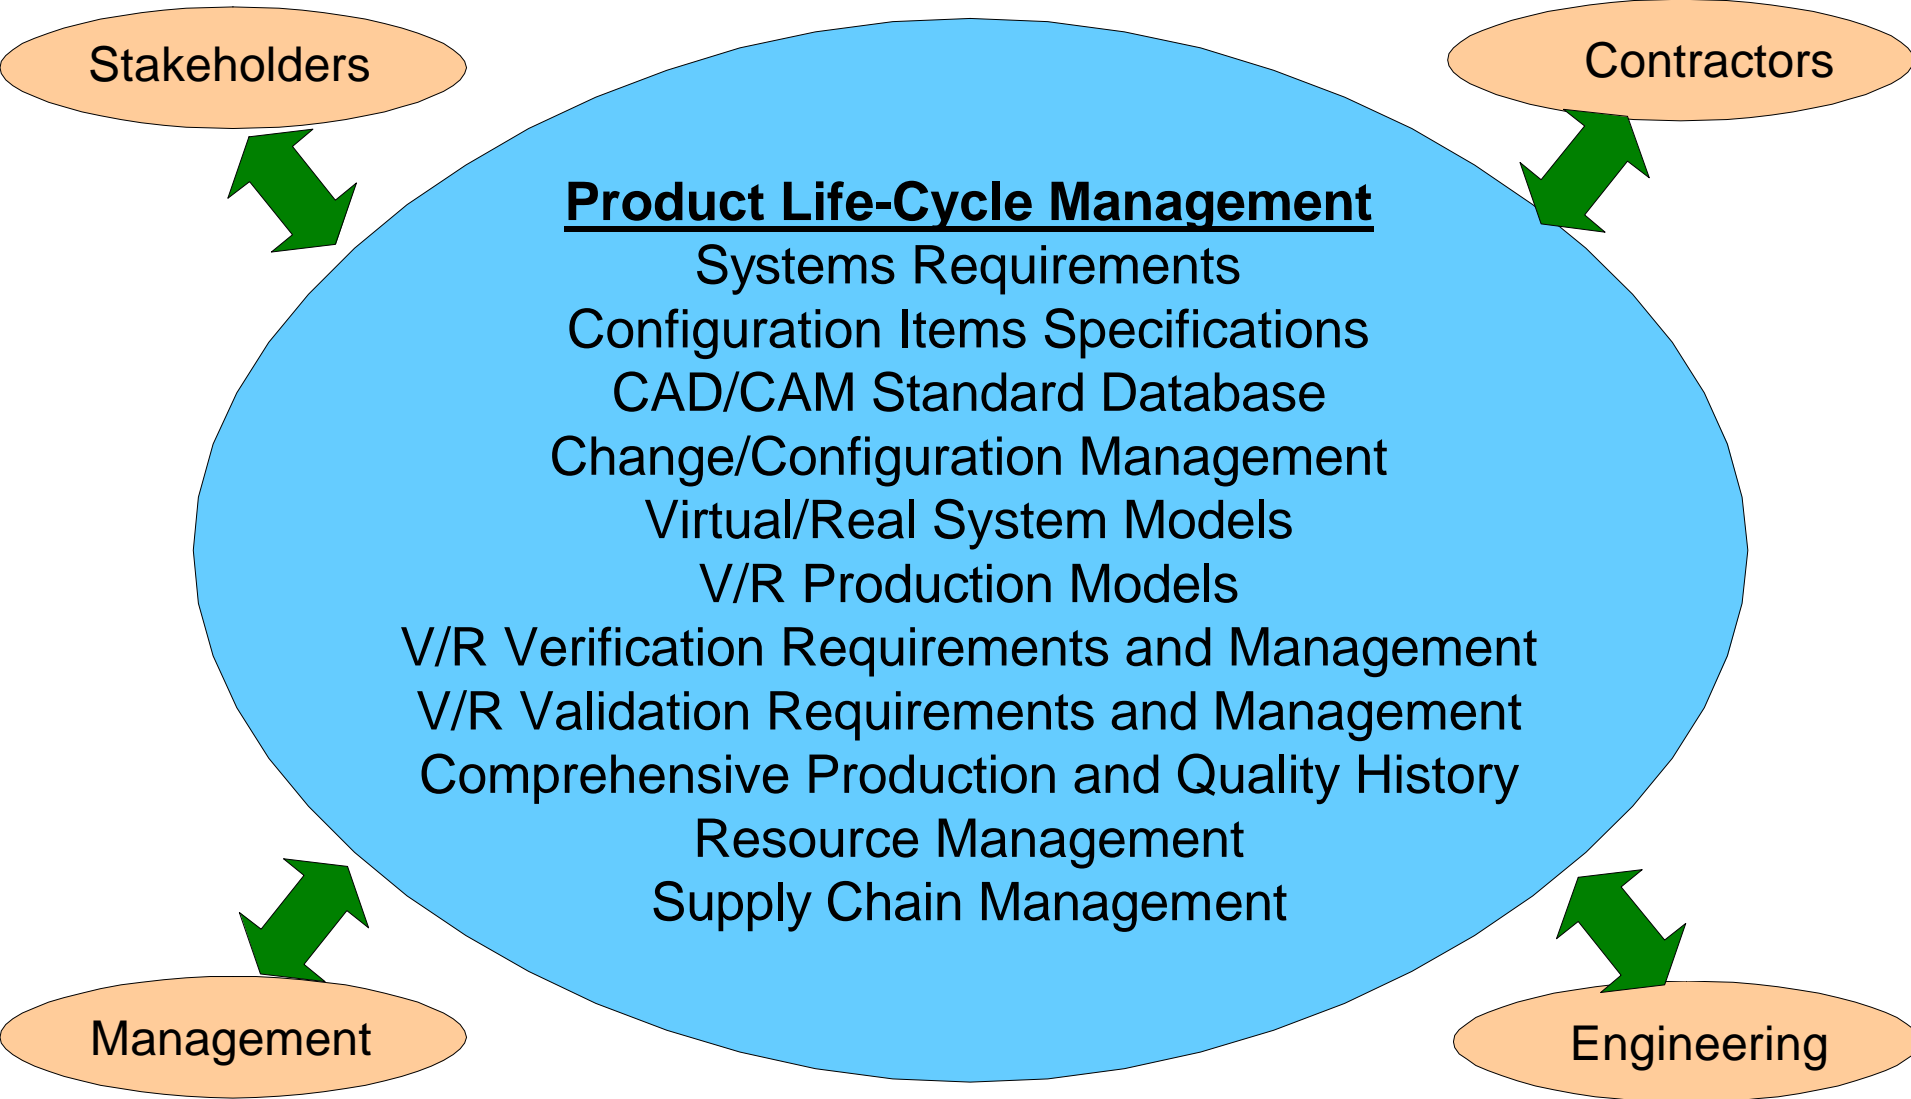 Stakeholders
Contractors
Product Life-Cycle Management
Systems Requirements
Configuration Items Specifications
CAD/CAM Standard Database
Change/Configuration Management
Virtual/Real System Models
V/R Production Models
V/R Verification Requirements and Management
V/R Validation Requirements and Management
Comprehensive Production and Quality History
Resource Management
Supply Chain Management
Management
Engineering